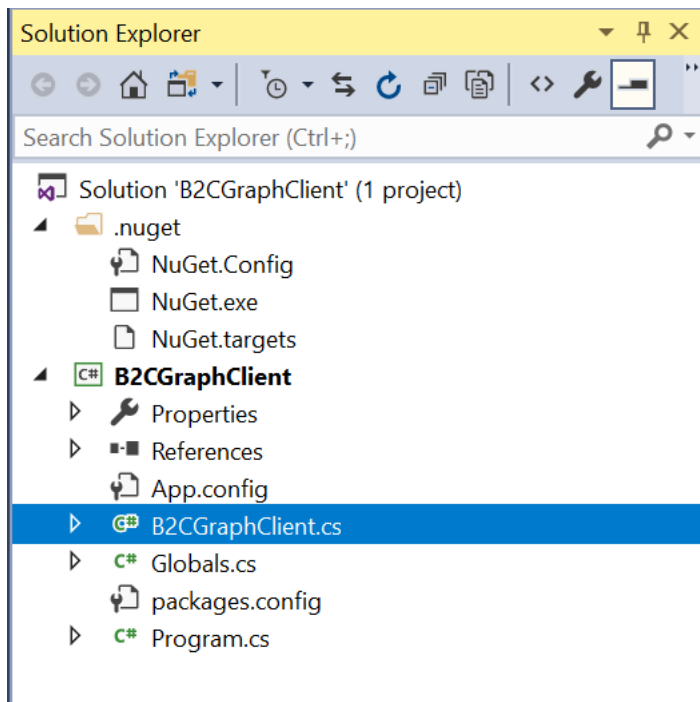 Solution Explorer
Search Solution Explorer (Ctrl+;)
Solution 'B2CGraphClient' (1 project)
.nuget
NuGet.Config
NuGet.exe
NuGet.targets
C# B2CGraphClient
Properties
References
App.config
C# B2CGraphClient.cs
C# Globals.cs
packages.config
C# Program.cs